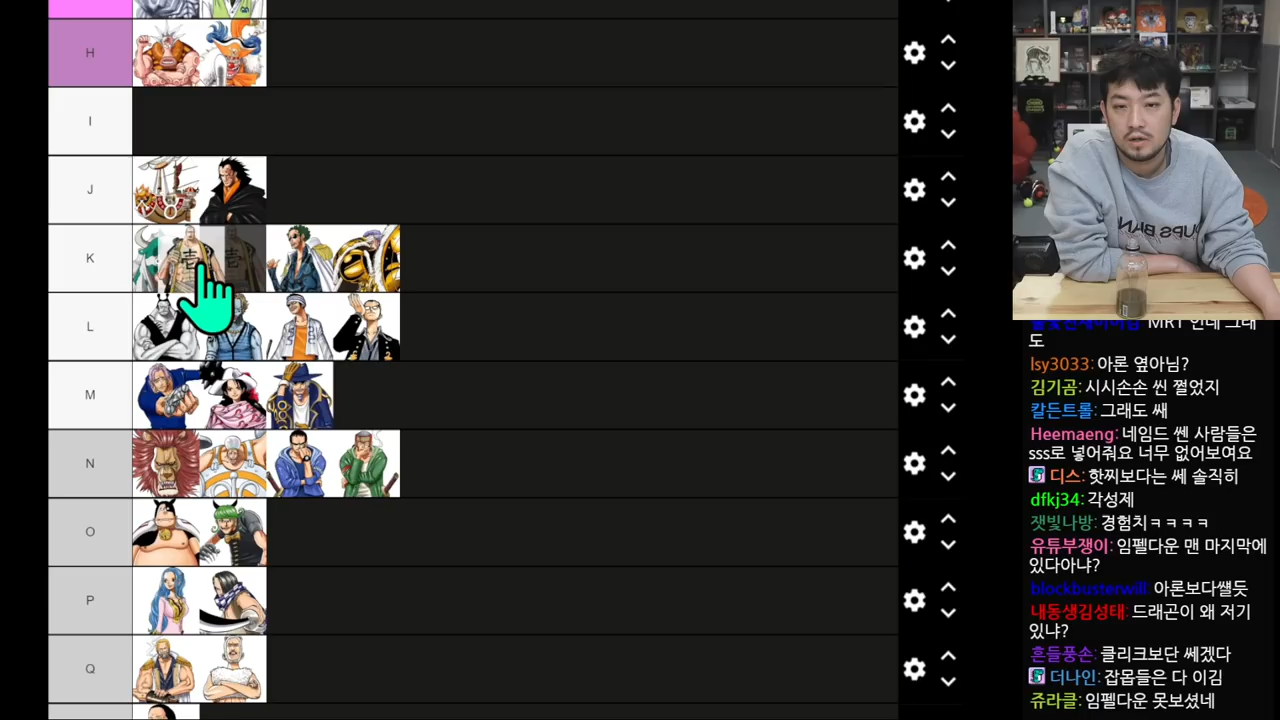 H
I
J
K
L
M
N
O
P
Q
壱
壱
MRT 인데 그래
도
lsy3033: 아론 옆아님?
김기곰: 시시손손 씬 쩔었지
칼든트롤: 그래도 쌔
Heemaeng: 네임드 쎈 사람들은
sss로 넣어줘요 너무 없어보여요
디스: 핫찌보다는 쎄 솔직히
dfkj34: 각성제
잿빛나방: 경험치ㅋㅋㅋㅋ
유튜부쟁이: 임펠다운 맨 마지막에
있다아냐?
blockbusterwill: 아론보다썔듯
내동생김성태: 드래곤이 왜 저기
있냐?
흔들풍손: 클리크보단 쎄겠다
더나인: 잡몹들은 다 이김
쥬라클: 임펠다운 못보셨네